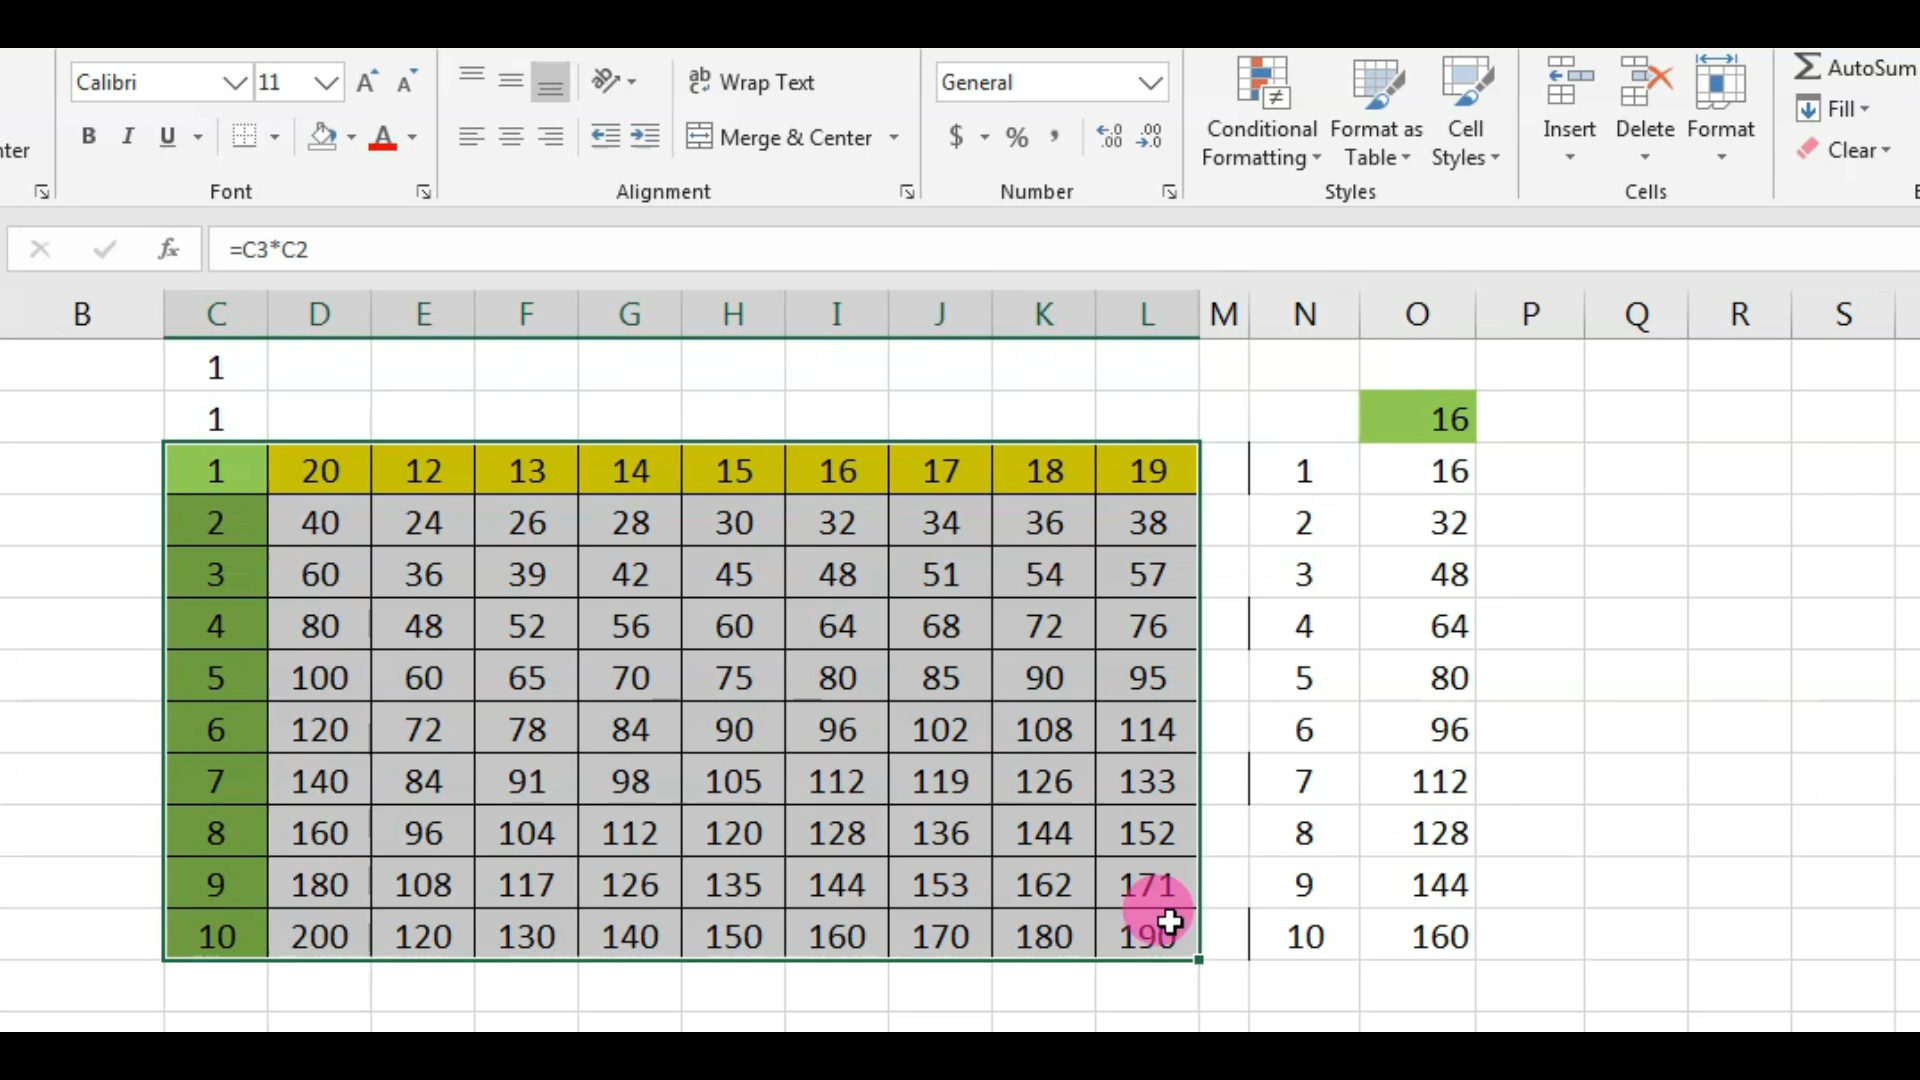 Calibri 11 A A ab Wrap Text General AutoSum
B I U A Merge & Center $ % , .0 .00 .00 .0 Conditional Formatting Format as Table Cell Styles Insert Delete Format Fill
nter Clear
Font Alignment Number Styles Cells
fx =C3*C2
B C D E F G H I J K L M N O P Q R S
1
1 16
1 20 12 13 14 15 16 17 18 19 1 16
2 40 24 26 28 30 32 34 36 38 2 32
3 60 36 39 42 45 48 51 54 57 3 48
4 80 48 52 56 60 64 68 72 76 4 64
5 100 60 65 70 75 80 85 90 95 5 80
6 120 72 78 84 90 96 102 108 114 6 96
7 140 84 91 98 105 112 119 126 133 7 112
8 160 96 104 112 120 128 136 144 152 8 128
9 180 108 117 126 135 144 153 162 171 9 144
10 200 120 130 140 150 160 170 180 190 10 160